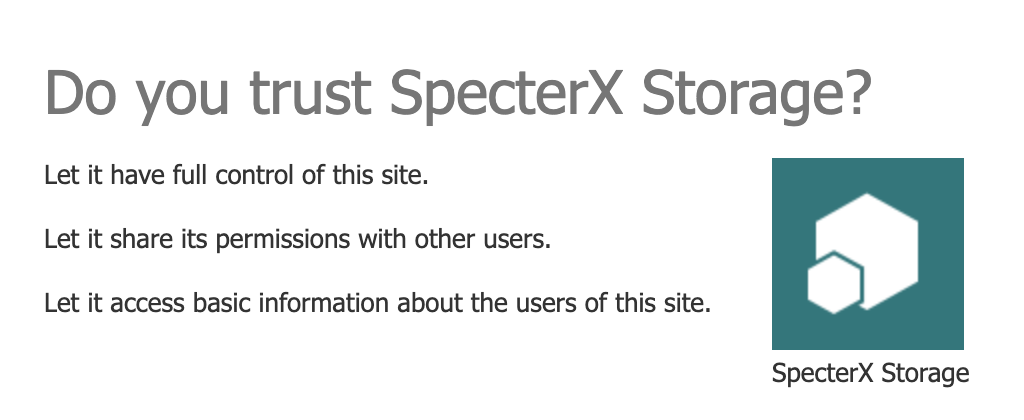 Do you trust SpecterX Storage?
Let it have full control of this site.
Let it share its permissions with other users.
Let it access basic information about the users of this site.
SpecterX Storage